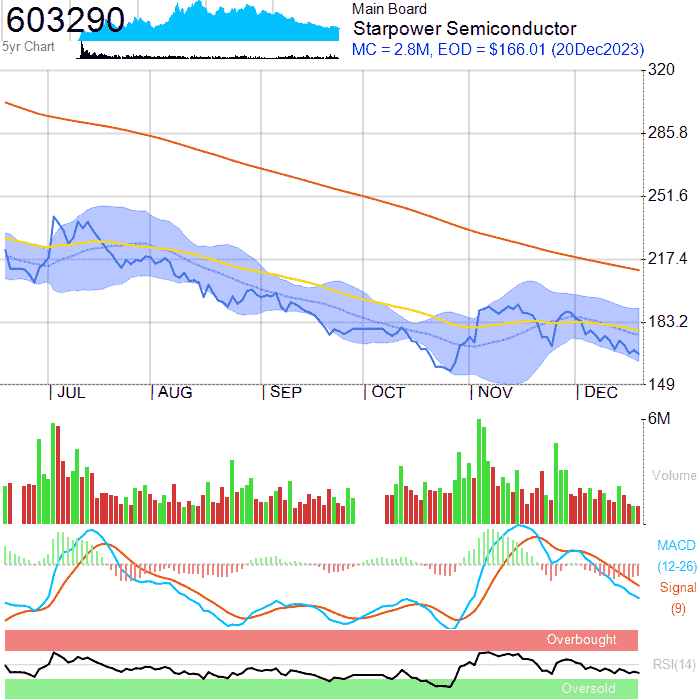 603290
5yr Chart
Main Board
Starpower Semiconductor
MC = 2.8M, EOD = $166.01 (20Dec2023)
320
285.8
251.6
217.4
183.2
149
JUL
AUG
SEP
OCT
NOV
DEC
6M
Volume
MACD
(12-26)
Signal
(9)
Overbought
RSI(14)
Oversold